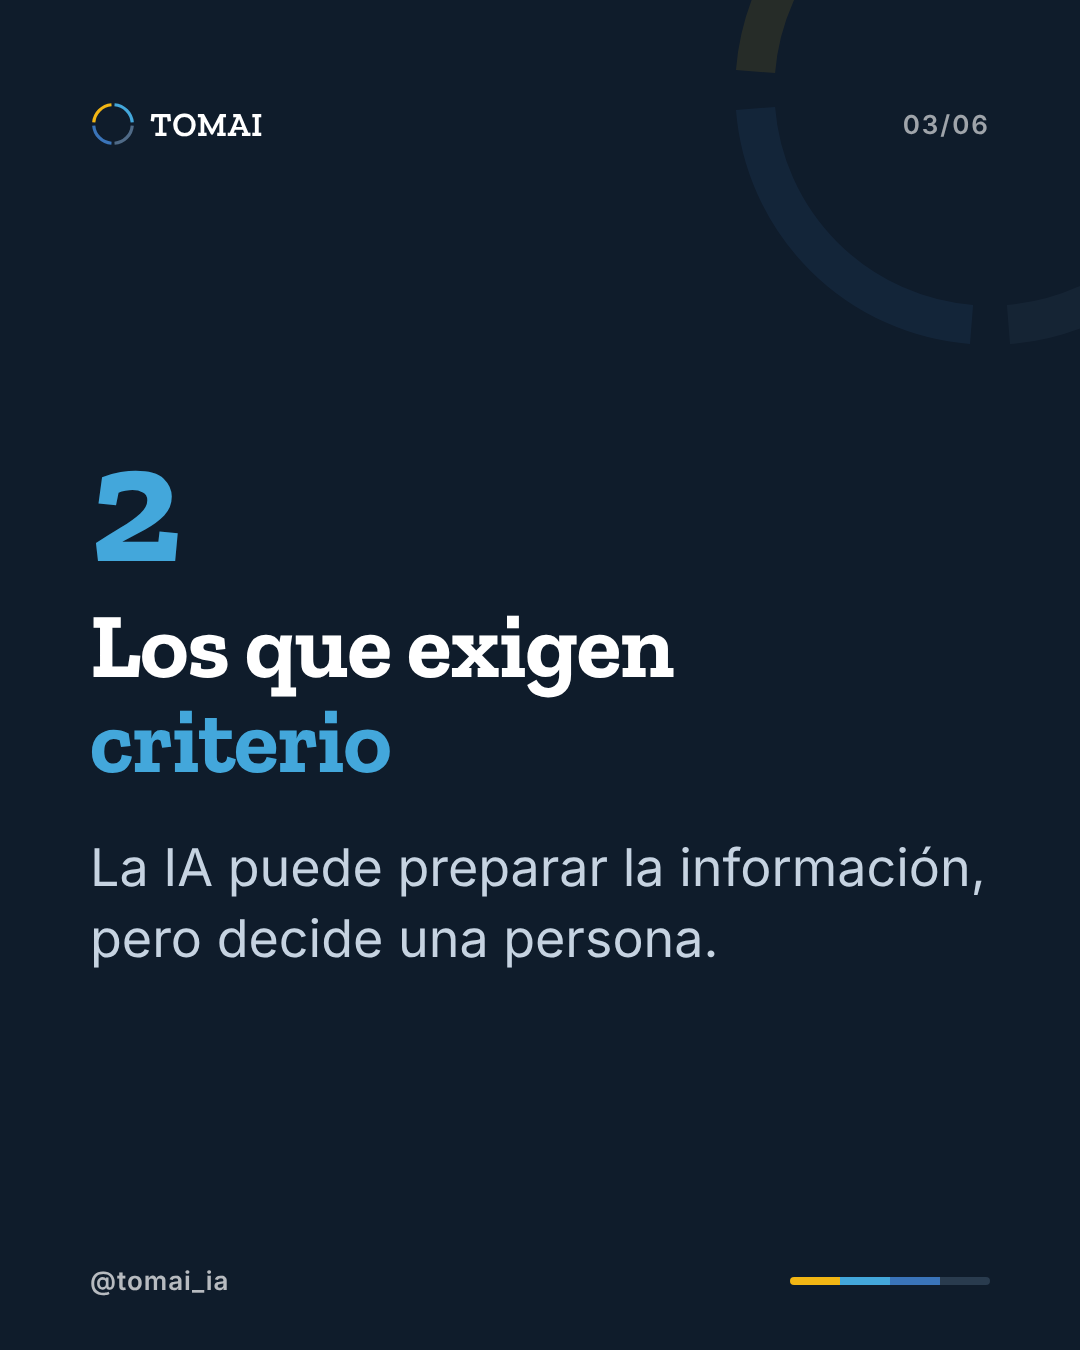 TOMAI
03/06
2
Los que exigen
criterio
La IA puede preparar la información,
pero decide una persona.
@tomai_ia